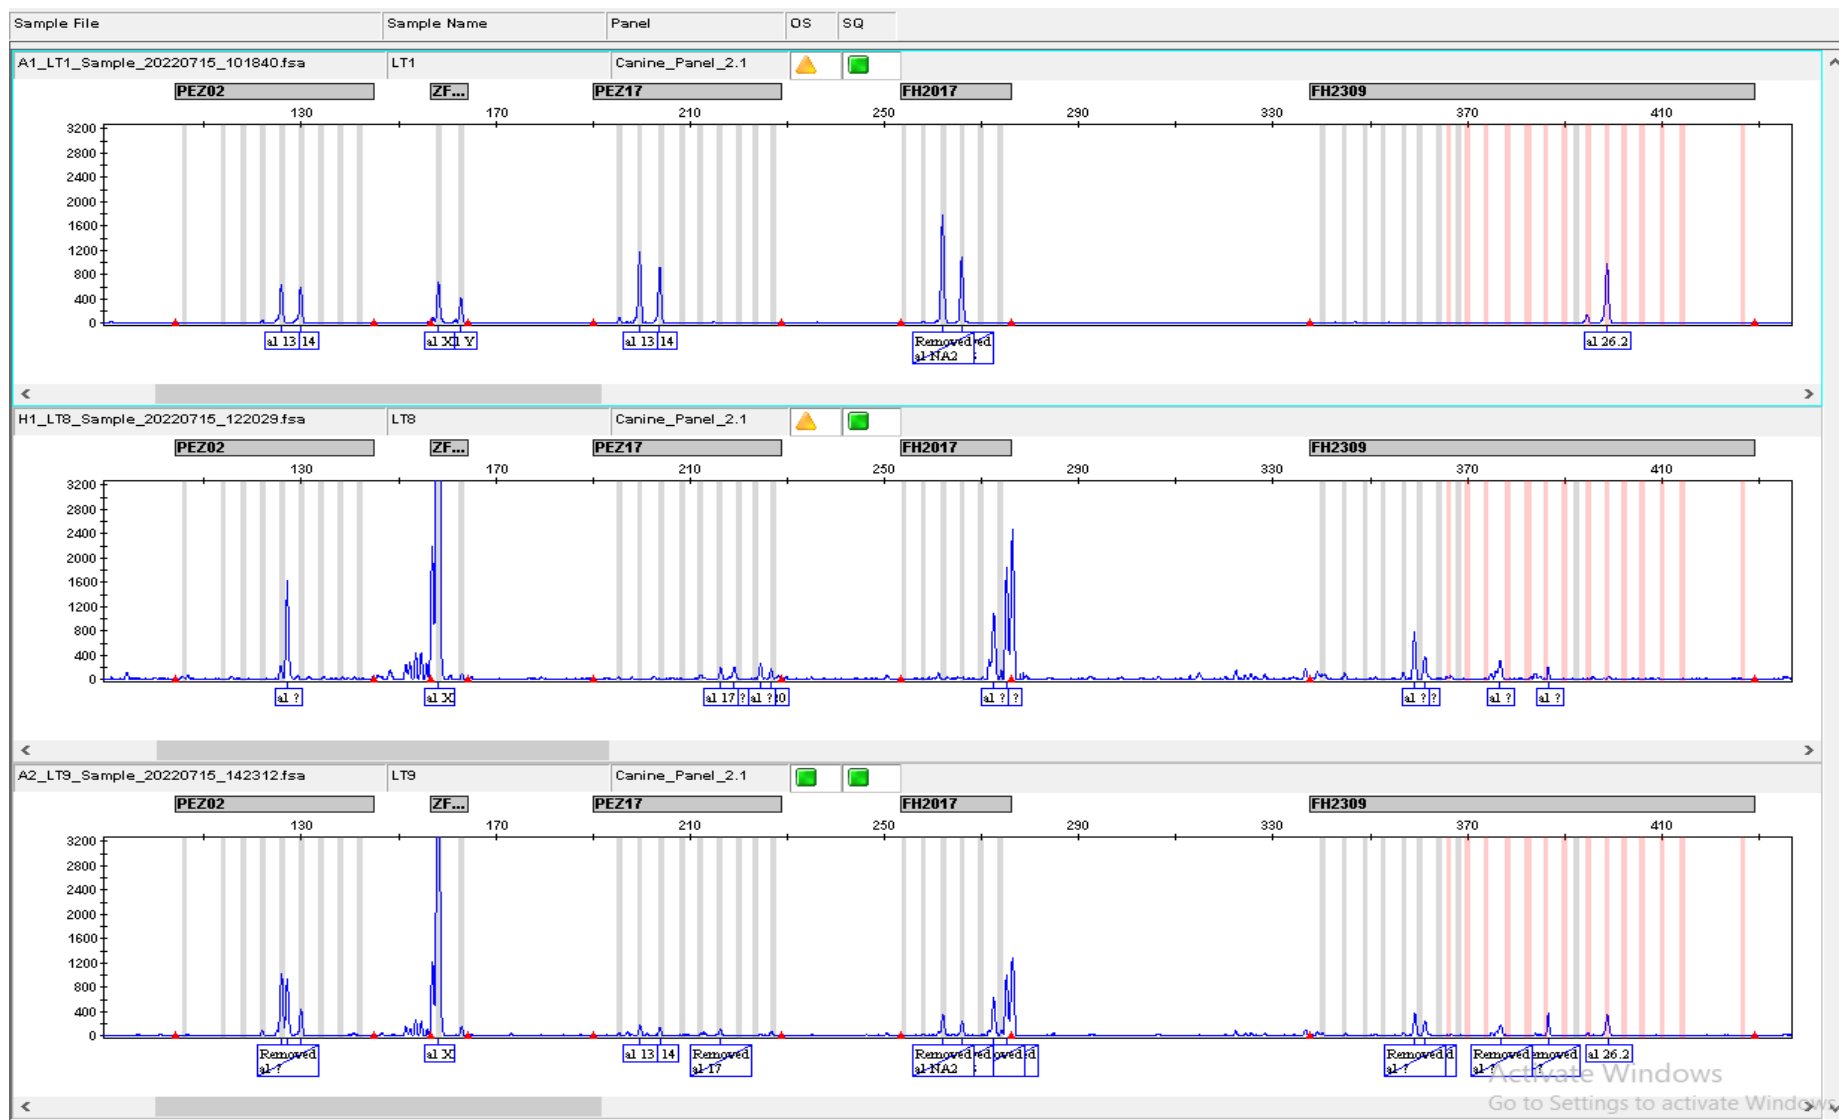 Sample File Sample Name Panel OS SQ
A1_LT1_Sample_20220715_101840.fsa LT1 Canine_Panel_2.1
PEZ02 ZF... PEZ17 FH2017 FH2309
130 170 210 250 290 330 370 410
3200
2800
2400
2000
1600
1200
800
400
0
al 13 14 al X Y al 13 14 Removed al 26.2
al NA2
H1_LT8_Sample_20220715_122029.fsa LT8 Canine_Panel_2.1
PEZ02 ZF... PEZ17 FH2017 FH2309
130 170 210 250 290 330 370 410
3200
2800
2400
2000
1600
1200
800
400
0
al ? al X al 17 ? al ? al ? ? al ? ? al ? al ?
A2_LT9_Sample_20220715_142312.fsa LT9 Canine_Panel_2.1
PEZ02 ZF... PEZ17 FH2017 FH2309
130 170 210 250 290 330 370 410
3200
2800
2400
2000
1600
1200
800
400
0
Removed al X al 13 14 Removed Removed Removed Removed al 26.2
al ? al 17 al NA2 al ? al ? ?
Activate Windows
Go to Settings to activate Windows